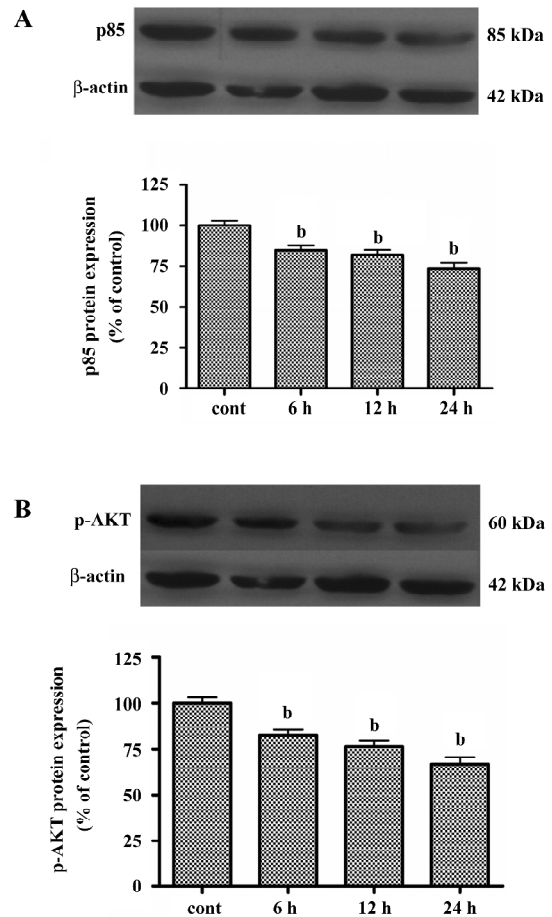 A
p85
85 kDa
β-actin
42 kDa
p85 protein expression
(% of control)
125
100
75
50
25
0
b
b
b
cont
6 h
12 h
24 h
B
p-AKT
60 kDa
β-actin
42 kDa
p-AKT protein expression
(% of control)
125
100
75
50
25
0
b
b
b
cont
6 h
12 h
24 h